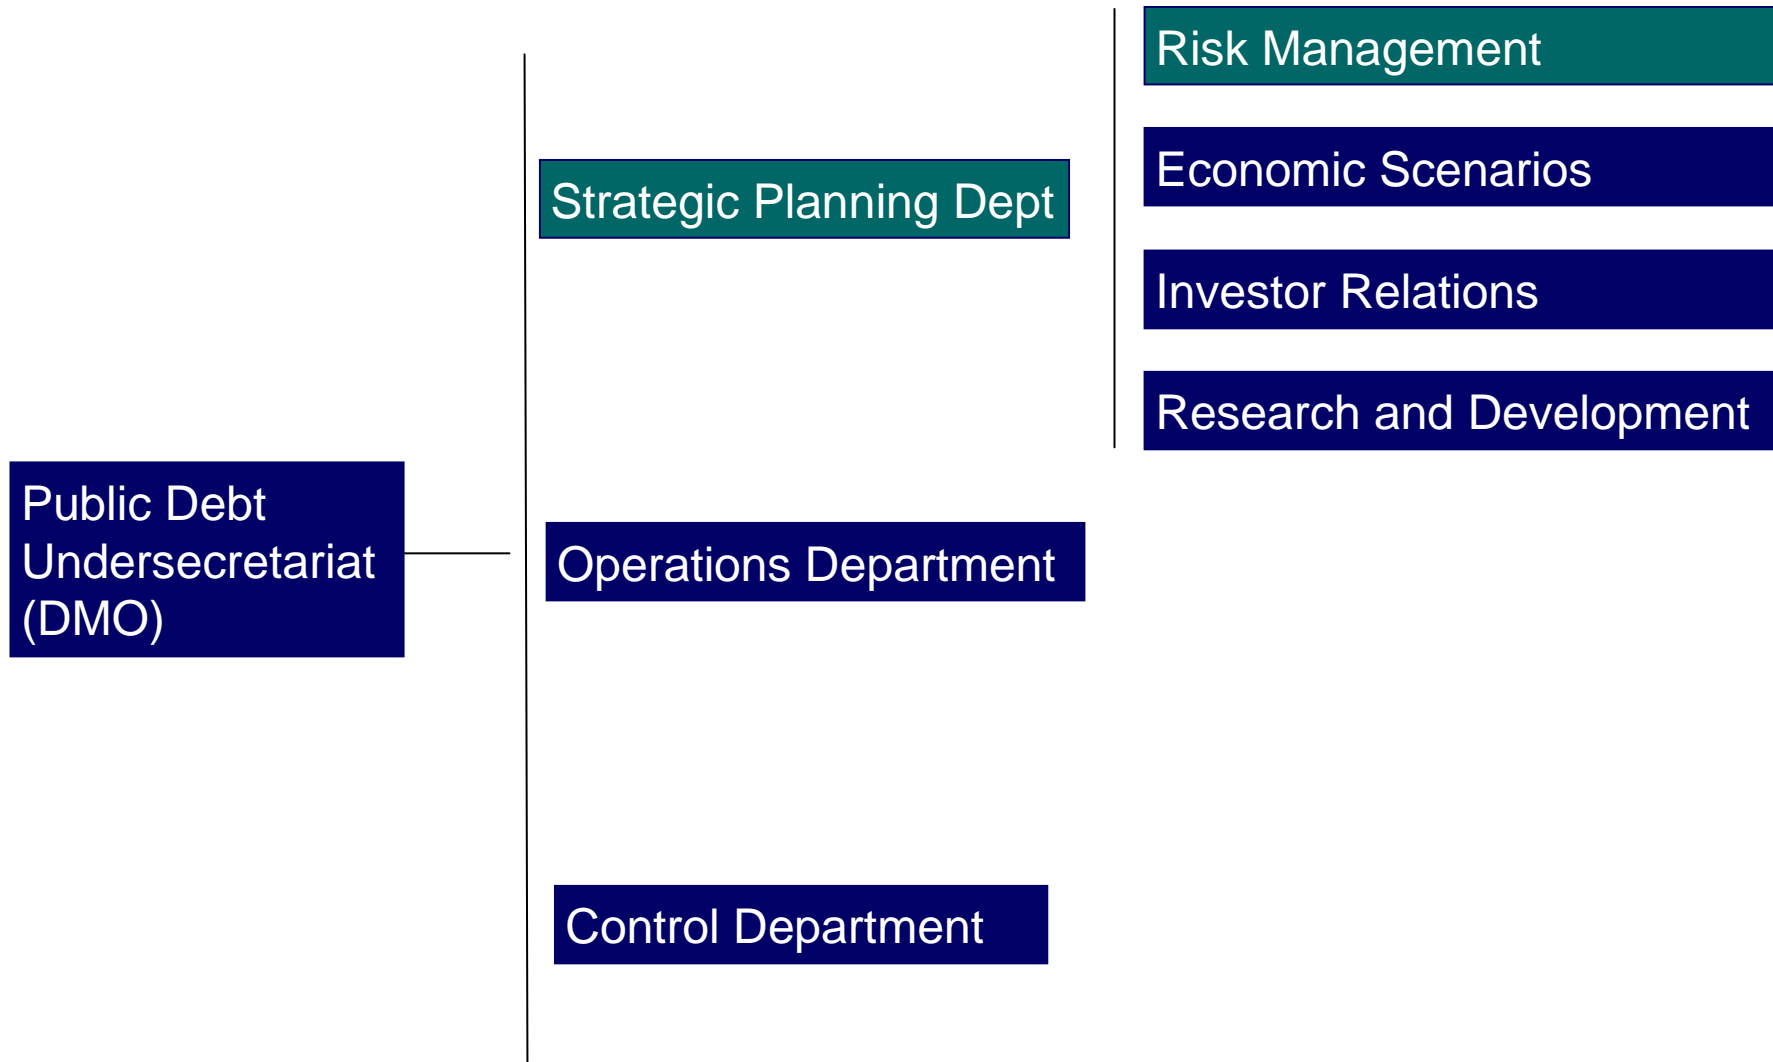 Risk Management
Economic Scenarios
Strategic Planning Dept
Investor Relations
Research and Development
Public Debt
Undersecretariat
(DMO)
Operations Department
Control Department